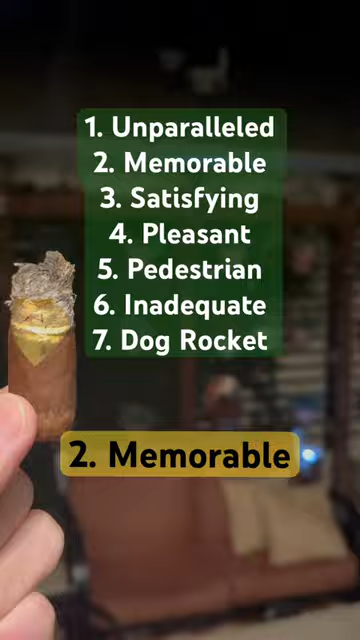 1. Unparalleled
2. Memorable
3. Satisfying
4. Pleasant
5. Pedestrian
6. Inadequate
7. Dog Rocket
2. Memorable